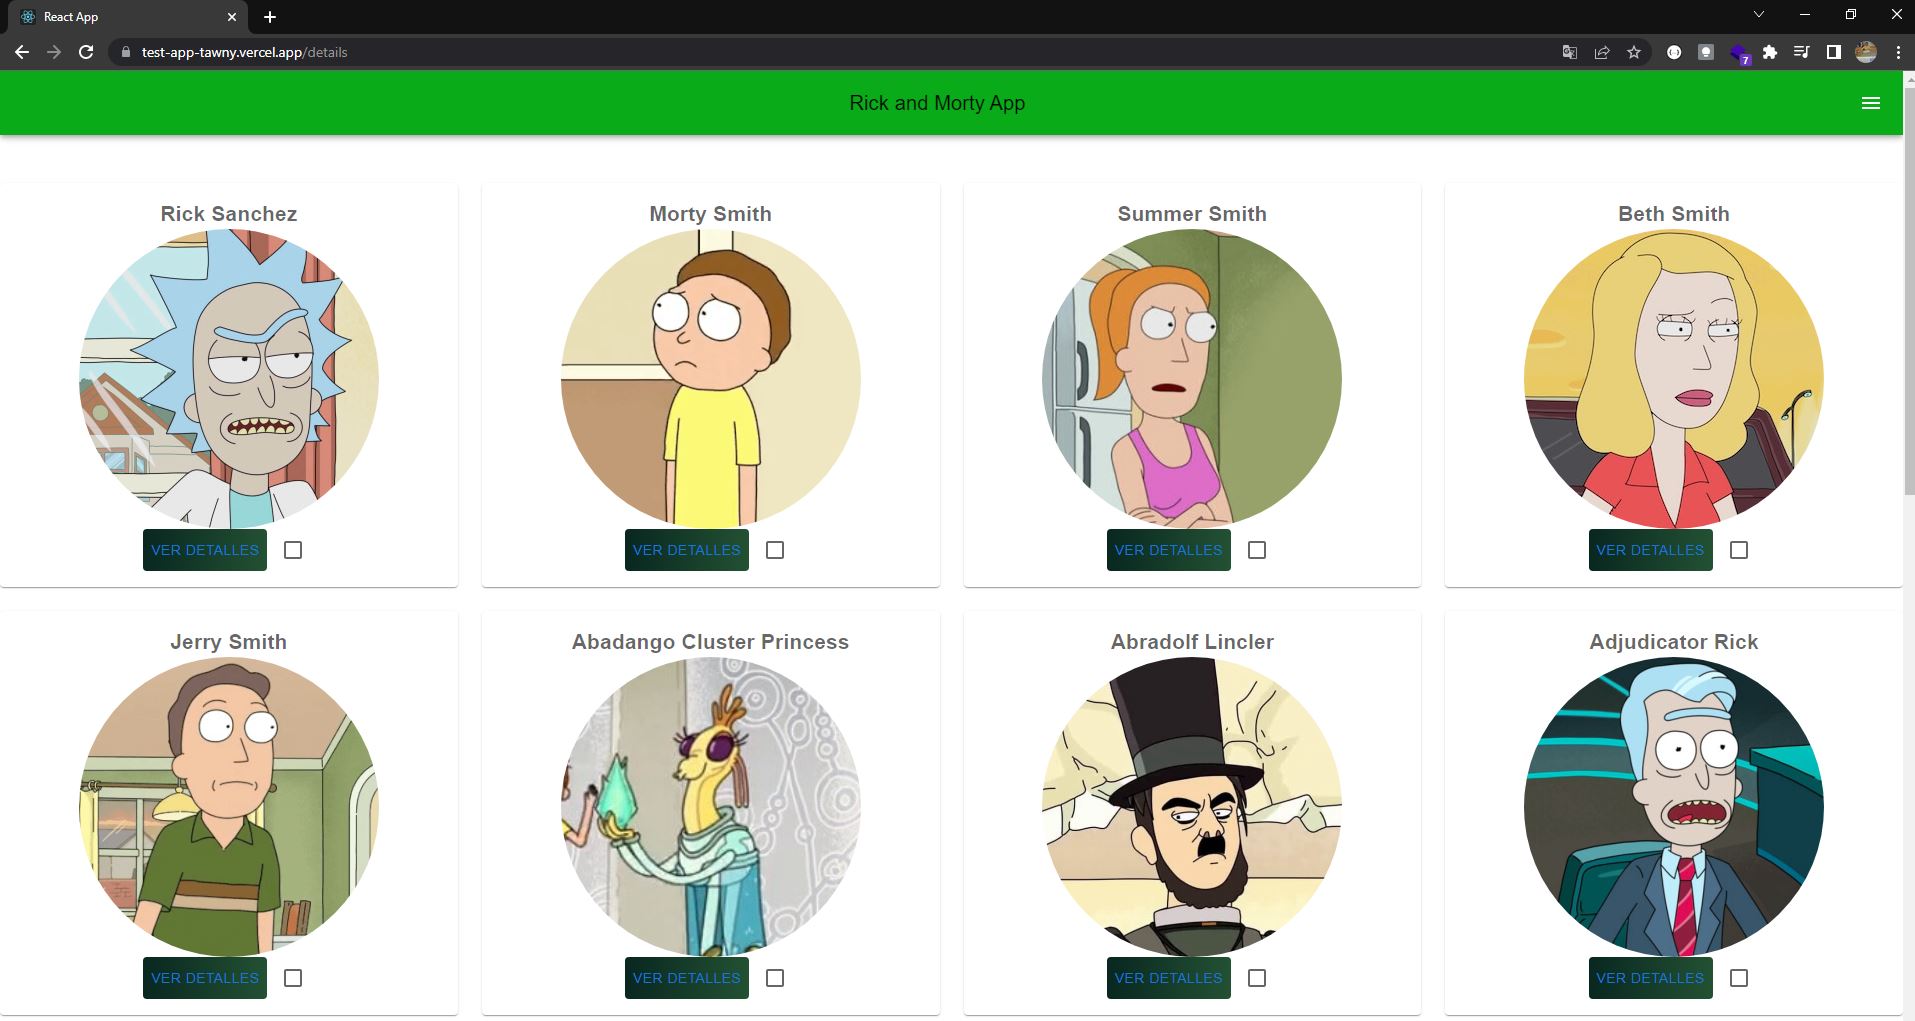 React App
test-app-tawny.vercel.app/details
7
Rick and Morty App
Rick Sanchez
Morty Smith
Summer Smith
Beth Smith
VER DETALLES
VER DETALLES
VER DETALLES
VER DETALLES
Jerry Smith
Abadango Cluster Princess
Abradolf Lincler
Adjudicator Rick
VER DETALLES
VER DETALLES
VER DETALLES
VER DETALLES